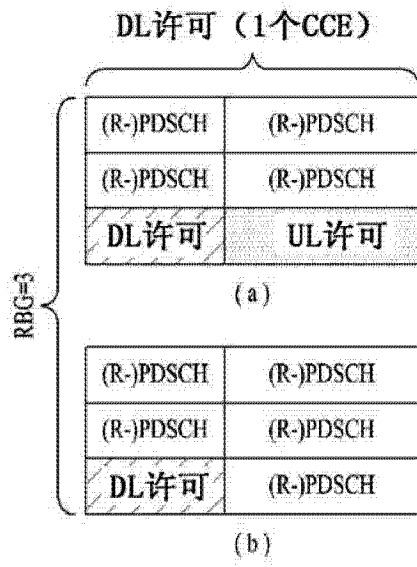 DL许可（1个CCE）
(R-)PDSCH (R-)PDSCH
(R-)PDSCH (R-)PDSCH
DL许可 UL许可
(a)
RBG=3
(R-)PDSCH (R-)PDSCH
(R-)PDSCH (R-)PDSCH
DL许可 (R-)PDSCH
(b)